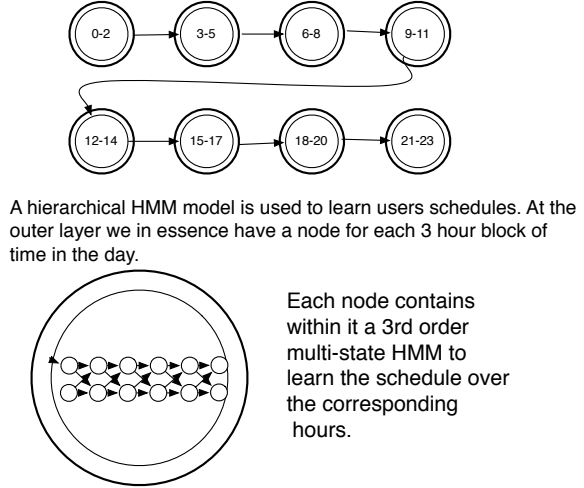 0-2 3-5 6-8 9-11
12-14 15-17 18-20 21-23
A hierarchical HMM model is used to learn users schedules. At the
outer layer we in essence have a node for each 3 hour block of
time in the day.
Each node contains
within it a 3rd order
multi-state HMM to
learn the schedule over
the corresponding
hours.